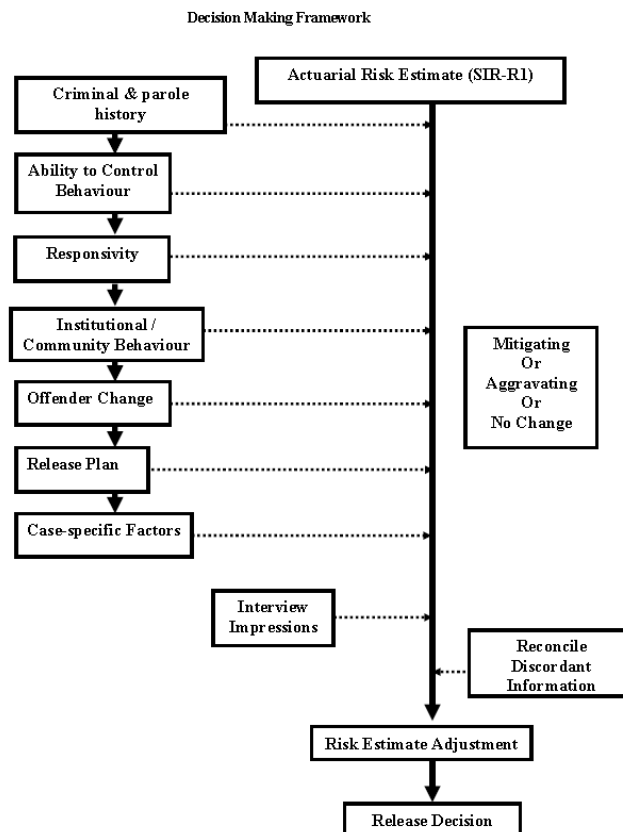 Decision Making Framework
Actuarial Risk Estimate (SIR-R1)
Criminal & parole
history
Ability to Control
Behaviour
Responsivity
Institutional /
Community Behaviour
Mitigating
Or
Aggravating
Or
No Change
Offender Change
Release Plan
Case-specific Factors
Interview
Impressions
Reconcile
Discordant
Information
Risk Estimate Adjustment
Release Decision